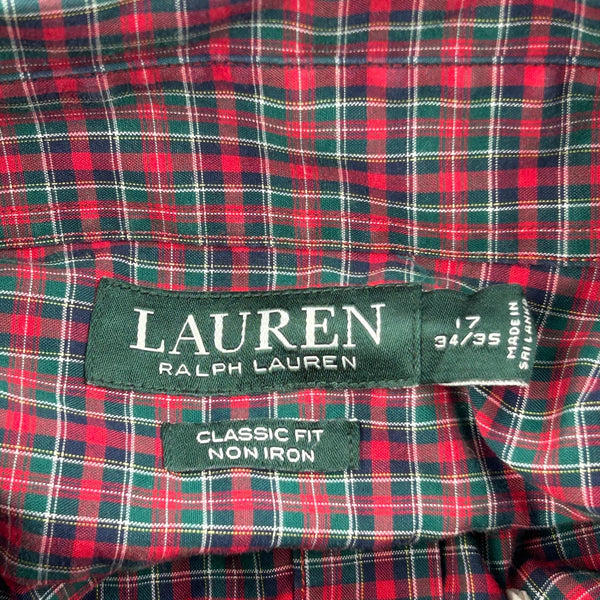 LAUREN
RALPH LAUREN
17
34/35
MADE IN
SRI LANKA
CLASSIC FIT
NON IRON